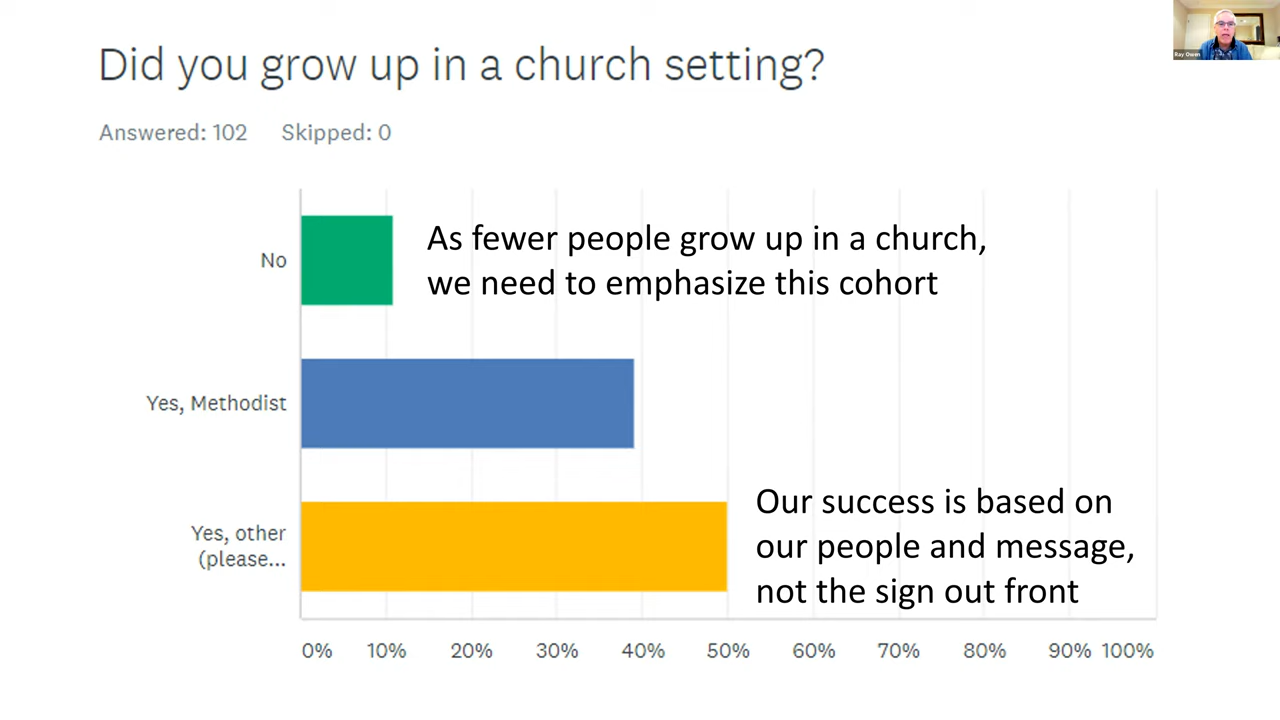 Did you grow up in a church setting?
Answered: 102 Skipped: 0
Ray Owen
No
As fewer people grow up in a church,
we need to emphasize this cohort
Yes, Methodist
Yes, other
(please...
Our success is based on
our people and message,
not the sign out front
0% 10% 20% 30% 40% 50% 60% 70% 80% 90% 100%